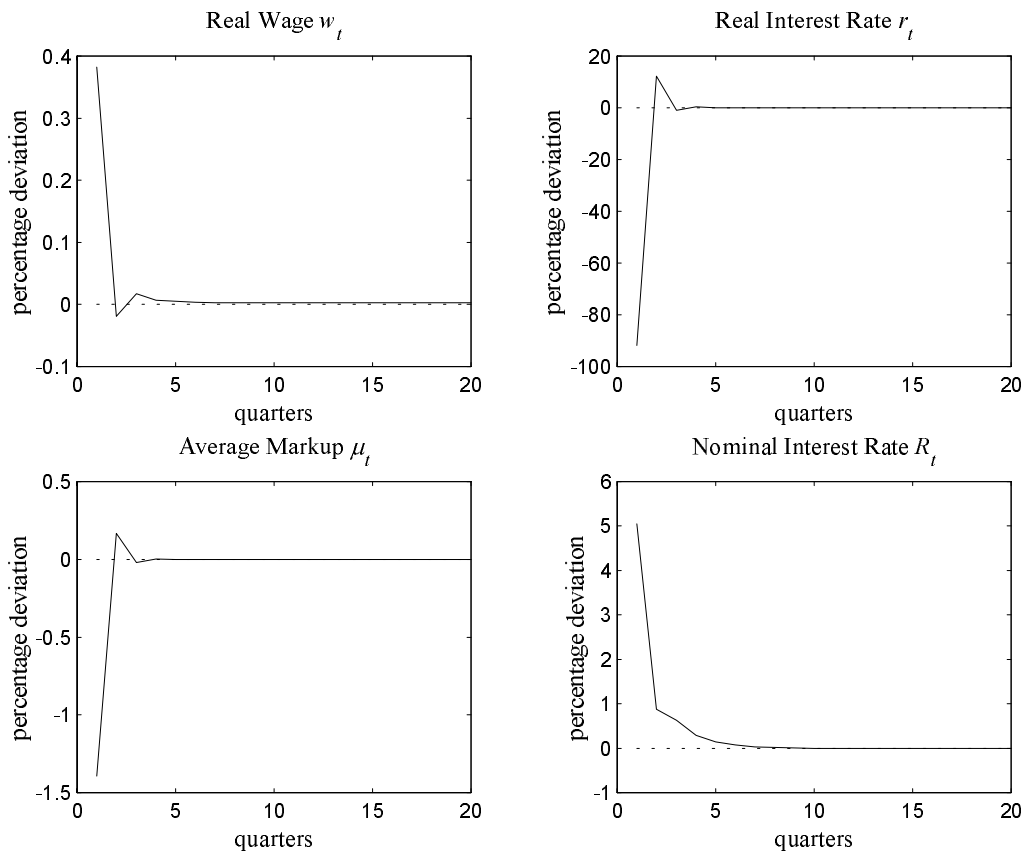 Real Wage w_t
Real Interest Rate r_t
percentage deviation
0.4
0.3
0.2
0.1
0
-0.1
0 5 10 15 20
quarters
percentage deviation
20
0
-20
-40
-60
-80
-100
0 5 10 15 20
quarters
Average Markup μ_t
Nominal Interest Rate R_t
percentage deviation
0.5
0
-0.5
-1
-1.5
0 5 10 15 20
quarters
percentage deviation
6
5
4
3
2
1
0
-1
0 5 10 15 20
quarters